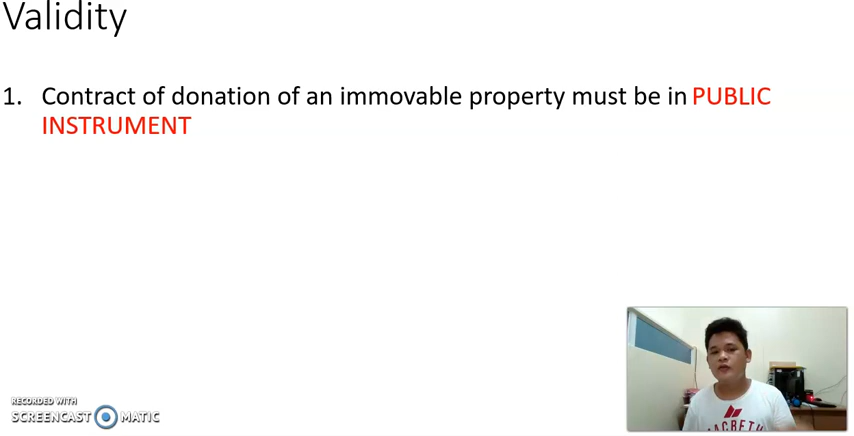 Validity
1. Contract of donation of an immovable property must be in PUBLIC
INSTRUMENT
RECORDED WITH
SCREENCAST MATIC